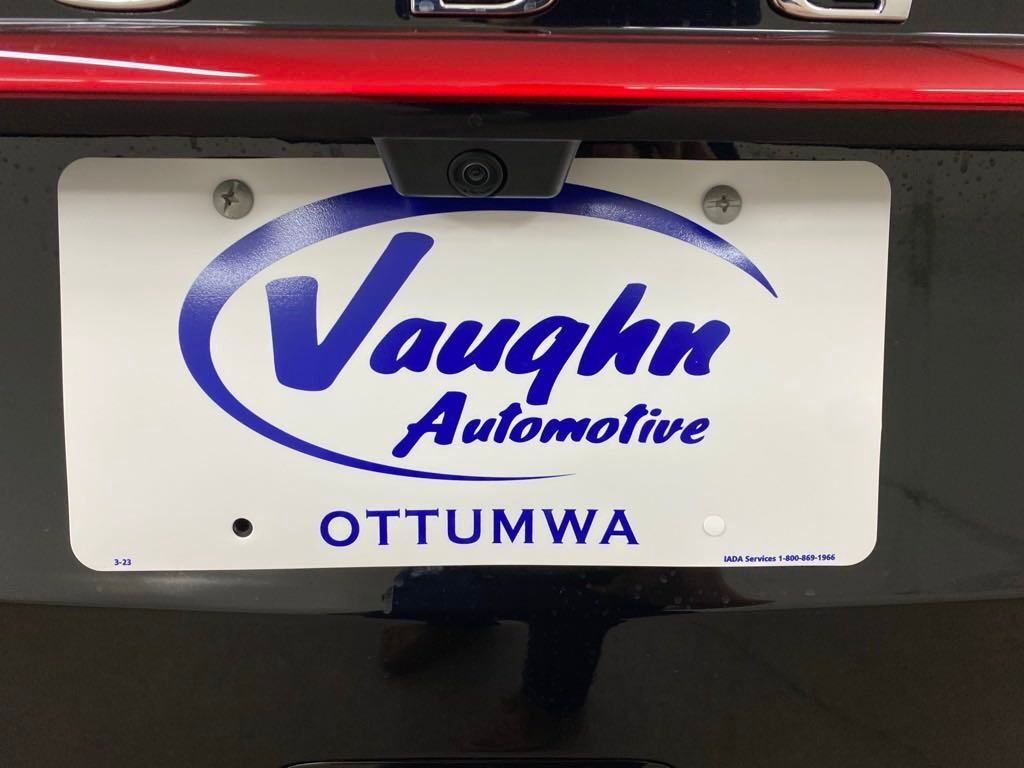 Vaughn
Automotive
OTTUMWA
3-23
IADA Services 1-800-869-1966